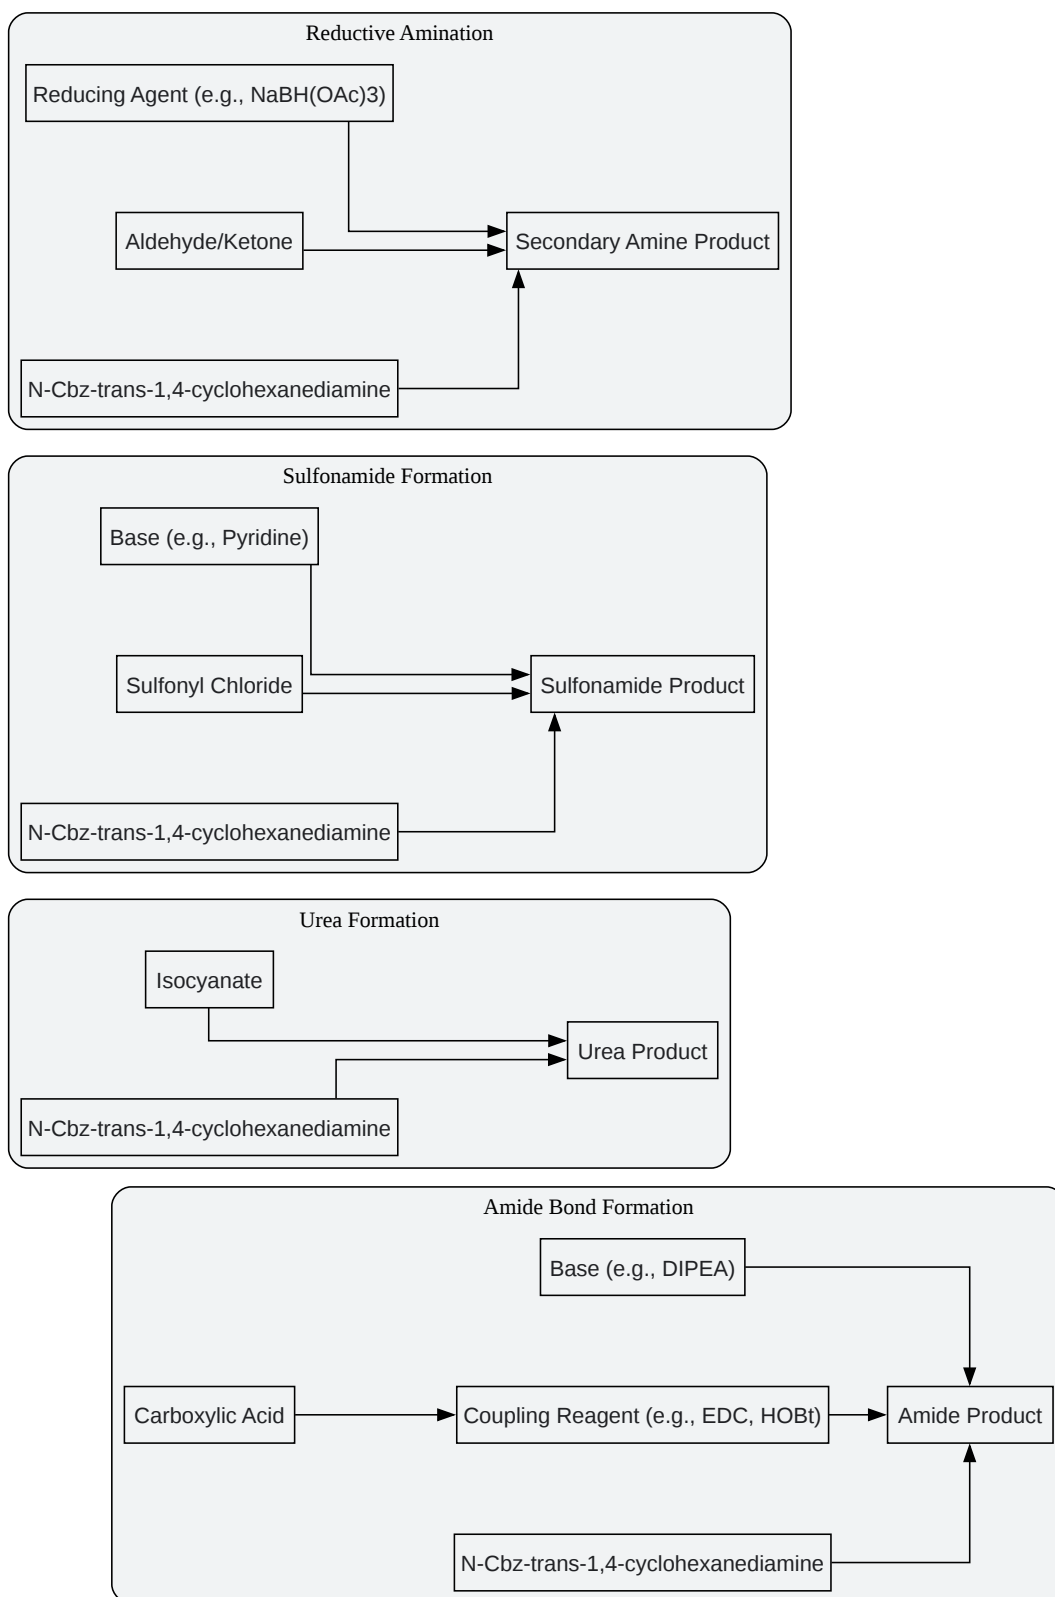 Reductive Amination
Reducing Agent (e.g., NaBH(OAc)3)
Aldehyde/Ketone
Secondary Amine Product
N-Cbz-trans-1,4-cyclohexanediamine
Sulfonamide Formation
Base (e.g., Pyridine)
Sulfonyl Chloride
Sulfonamide Product
N-Cbz-trans-1,4-cyclohexanediamine
Urea Formation
Isocyanate
Urea Product
N-Cbz-trans-1,4-cyclohexanediamine
Amide Bond Formation
Base (e.g., DIPEA)
Carboxylic Acid
Coupling Reagent (e.g., EDC, HOBt)
Amide Product
N-Cbz-trans-1,4-cyclohexanediamine